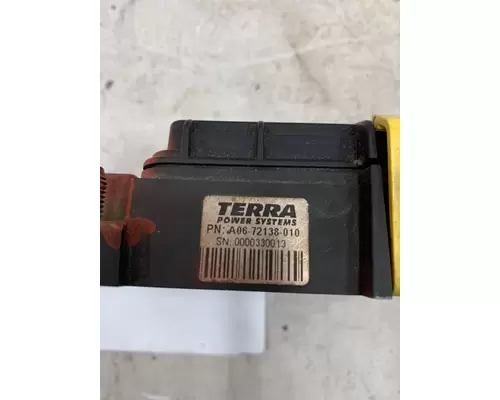 TERRA
POWER SYSTEMS
PN: A06-72138-010
SN: 0000330013